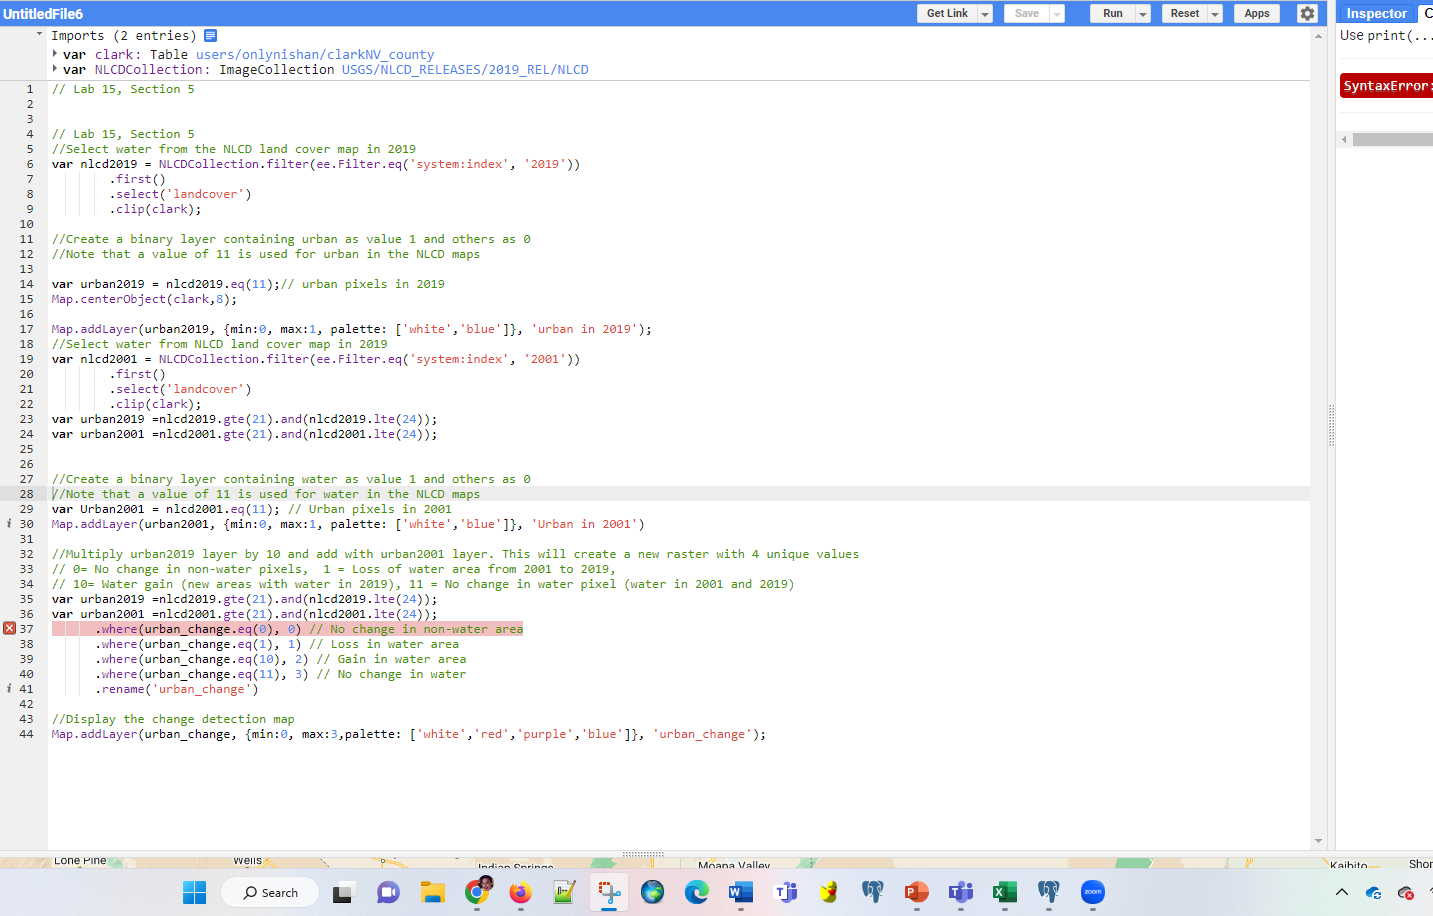 UntitledFile6
Get Link
Save
Run
Reset
Apps
Inspector
Imports (2 entries)
var clark: Table users/onlynishan/clarkNV_county
var NLCDCollection: ImageCollection USGS/NLCD_RELEASES/2019_REL/NLCD
Use print(...
SyntaxError:
1 // Lab 15, Section 5
2
3
4 // Lab 15, Section 5
5 //Select water from the NLCD land cover map in 2019
6 var nlcd2019 = NLCDCollection.filter(ee.Filter.eq('system:index', '2019'))
7 .first()
8 .select('landcover')
9 .clip(clark);
10
11 //Create a binary layer containing urban as value 1 and others as 0
12 //Note that a value of 11 is used for urban in the NLCD maps
13
14 var urban2019 = nlcd2019.eq(11);// urban pixels in 2019
15 Map.centerObject(clark,8);
16
17 Map.addLayer(urban2019, {min:0, max:1, palette: ['white','blue']}, 'urban in 2019');
18 //Select water from NLCD land cover map in 2019
19 var nlcd2001 = NLCDCollection.filter(ee.Filter.eq('system:index', '2001'))
20 .first()
21 .select('landcover')
22 .clip(clark);
23 var urban2019 =nlcd2019.gte(21).and(nlcd2019.lte(24));
24 var urban2001 =nlcd2001.gte(21).and(nlcd2001.lte(24));
25
26
27 //Create a binary layer containing water as value 1 and others as 0
28 //Note that a value of 11 is used for water in the NLCD maps
29 var Urban2001 = nlcd2001.eq(11); // Urban pixels in 2001
30 Map.addLayer(urban2001, {min:0, max:1, palette: ['white','blue']}, 'Urban in 2001')
31
32 //Multiply urban2019 layer by 10 and add with urban2001 layer. This will create a new raster with 4 unique values
33 // 0= No change in non-water pixels,  1 = Loss of water area from 2001 to 2019,
34 // 10= Water gain (new areas with water in 2019), 11 = No change in water pixel (water in 2001 and 2019)
35 var urban2019 =nlcd2019.gte(21).and(nlcd2019.lte(24));
36 var urban2001 =nlcd2001.gte(21).and(nlcd2001.lte(24));
37 .where(urban_change.eq(0), 0) // No change in non-water area
38 .where(urban_change.eq(1), 1) // Loss in water area
39 .where(urban_change.eq(10), 2) // Gain in water area
40 .where(urban_change.eq(11), 3) // No change in water
41 .rename('urban_change')
42
43 //Display the change detection map
44 Map.addLayer(urban_change, {min:0, max:3,palette: ['white','red','purple','blue']}, 'urban_change');
Lone Pine
Wells
Indian Springs
Moapa Valley
Kaibito
Shor
Search
zoom